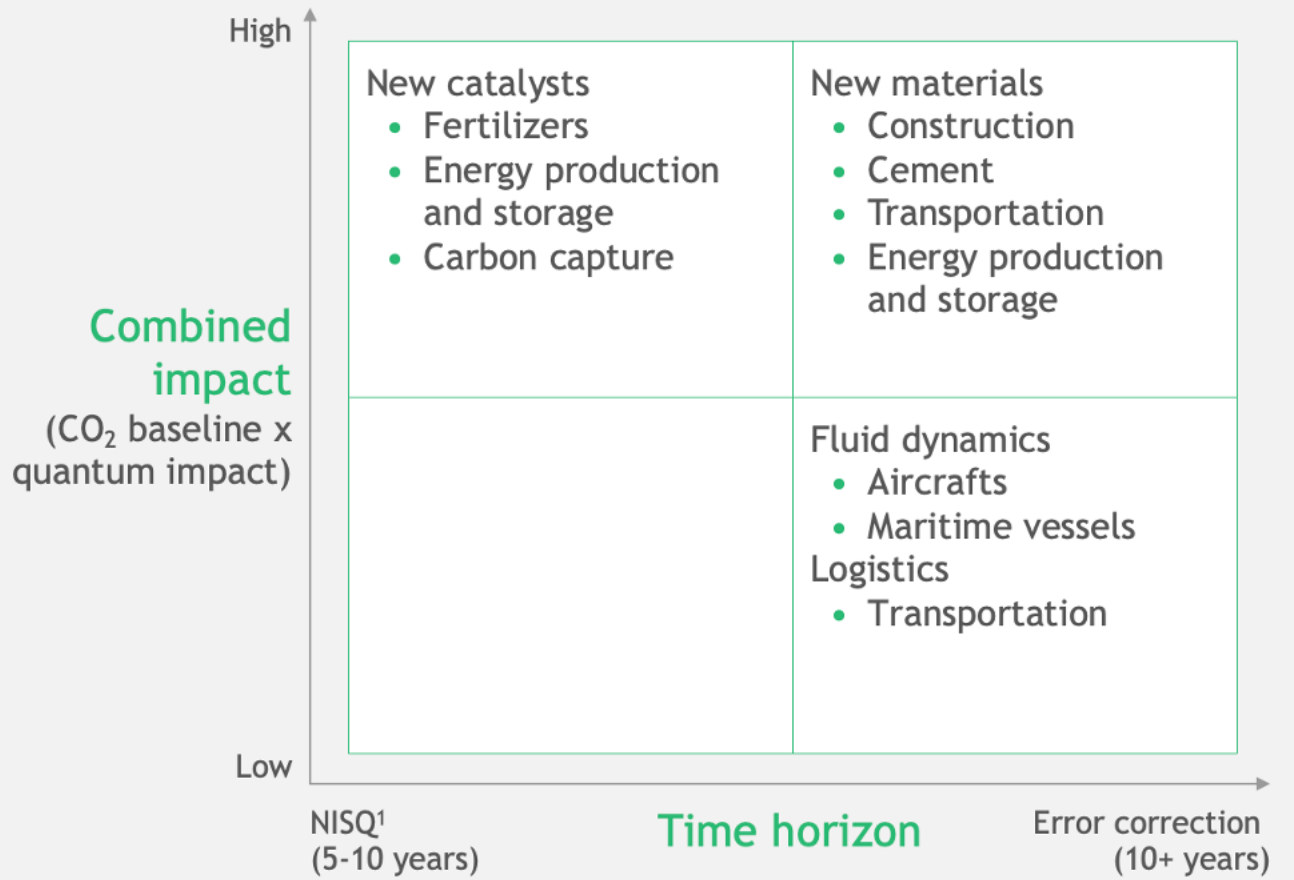 High
New catalysts
• Fertilizers
• Energy production
and storage
• Carbon capture
New materials
• Construction
• Cement
• Transportation
• Energy production
and storage
Combined
impact
(CO₂ baseline x
quantum impact)
Fluid dynamics
• Aircrafts
• Maritime vessels
Logistics
• Transportation
Low
NISQ¹
(5-10 years)
Time horizon
Error correction
(10+ years)